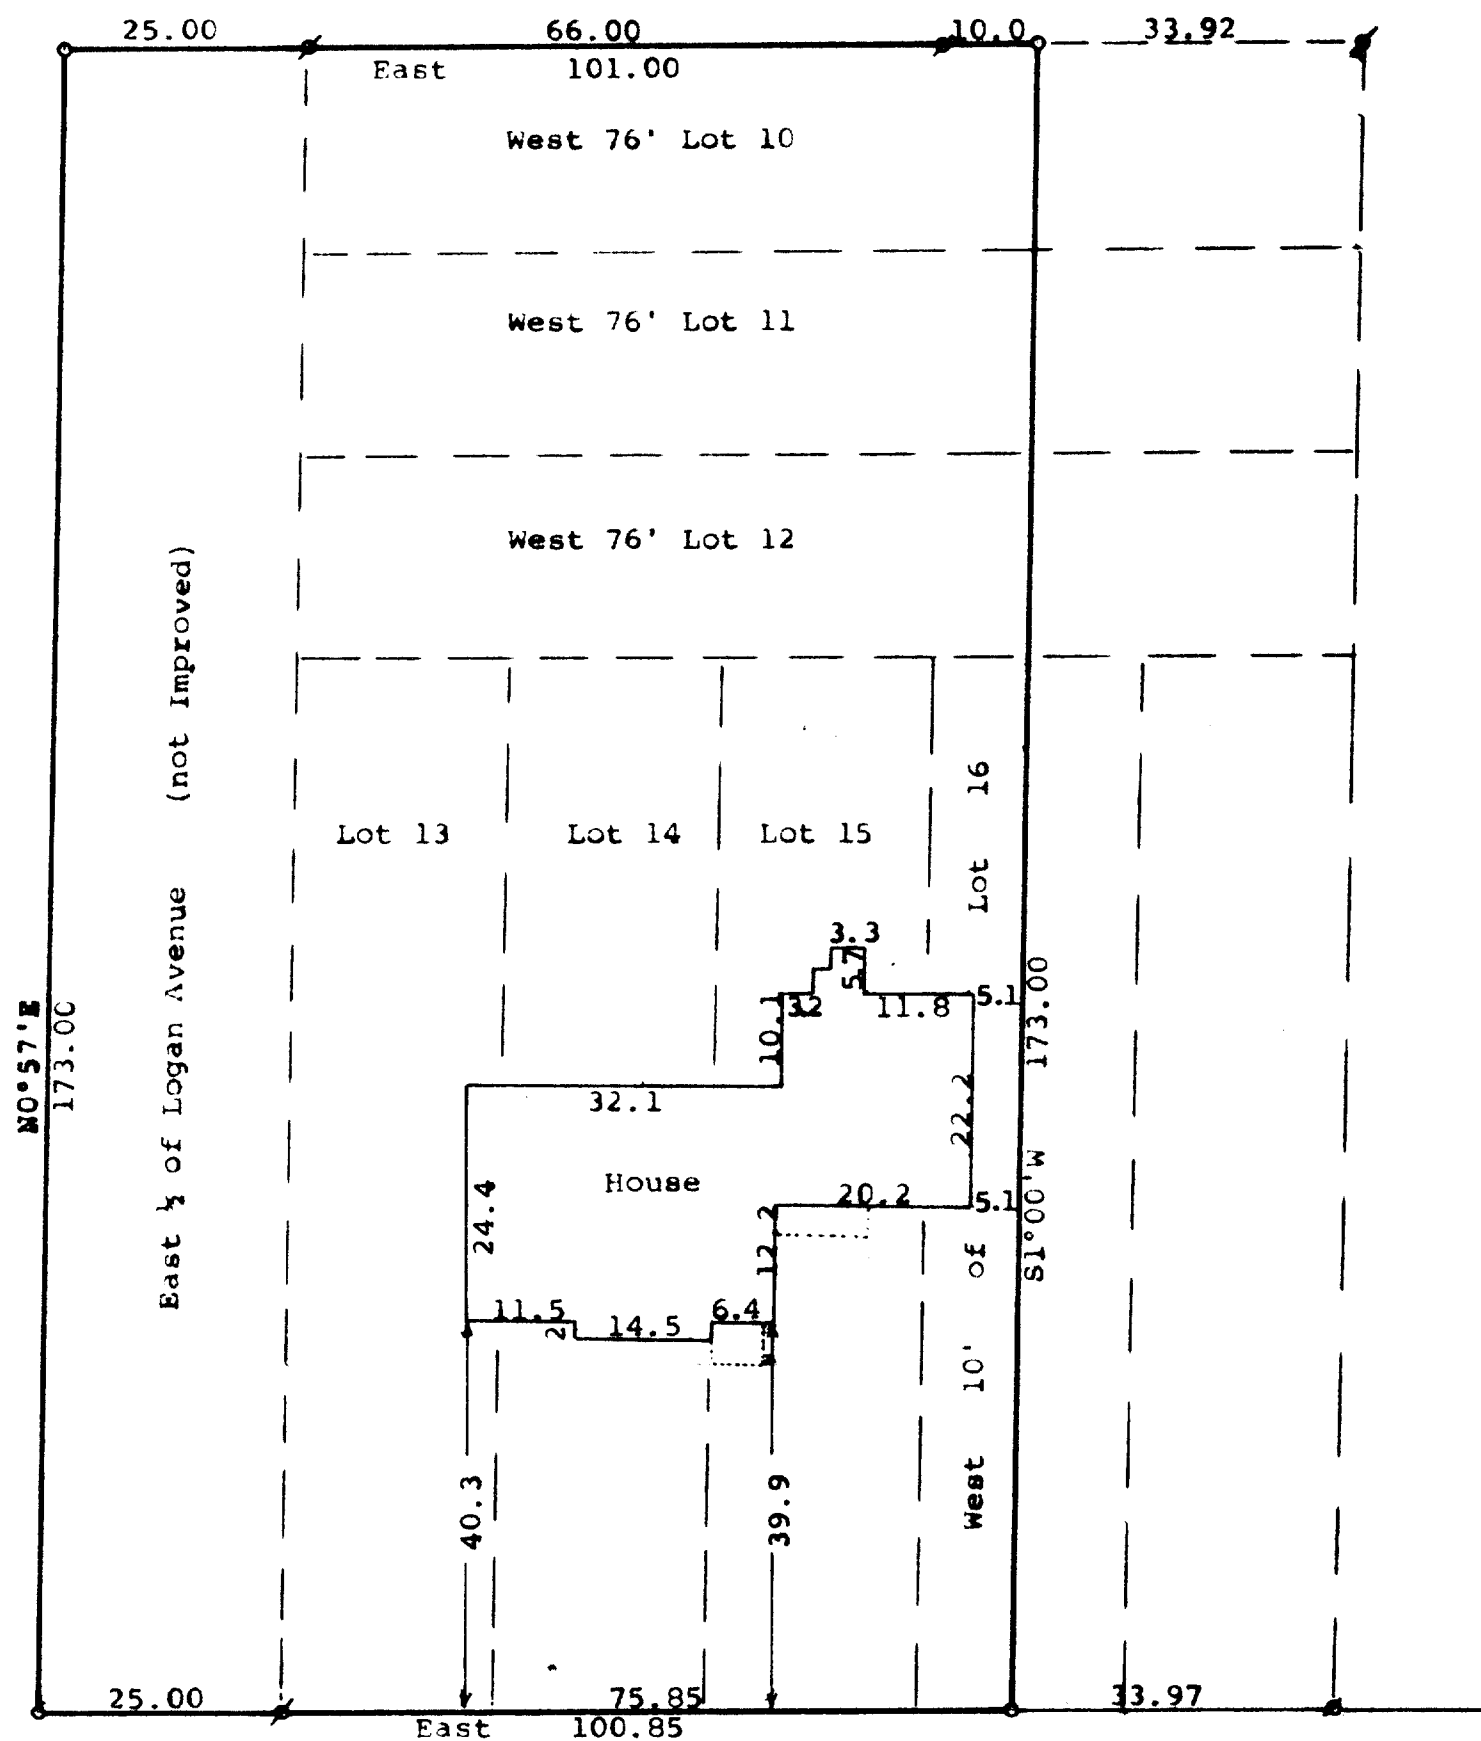 25.00
66.00
10.0
33.92
East 101.00
West 76' Lot 10
West 76' Lot 11
West 76' Lot 12
East ½ of Logan Avenue (not Improved)
N0°57'E
173.00
Lot 13
Lot 14
Lot 15
West 10' of Lot 16
3.3
5.7
32
11.8
5.1
10.1
173.00
S1°00'W
32.1
22.2
House
24.4
20.2
5.1
12.2
11.5
2
14.5
6.4
40.3
39.9
25.00
75.85
33.97
East 100.85